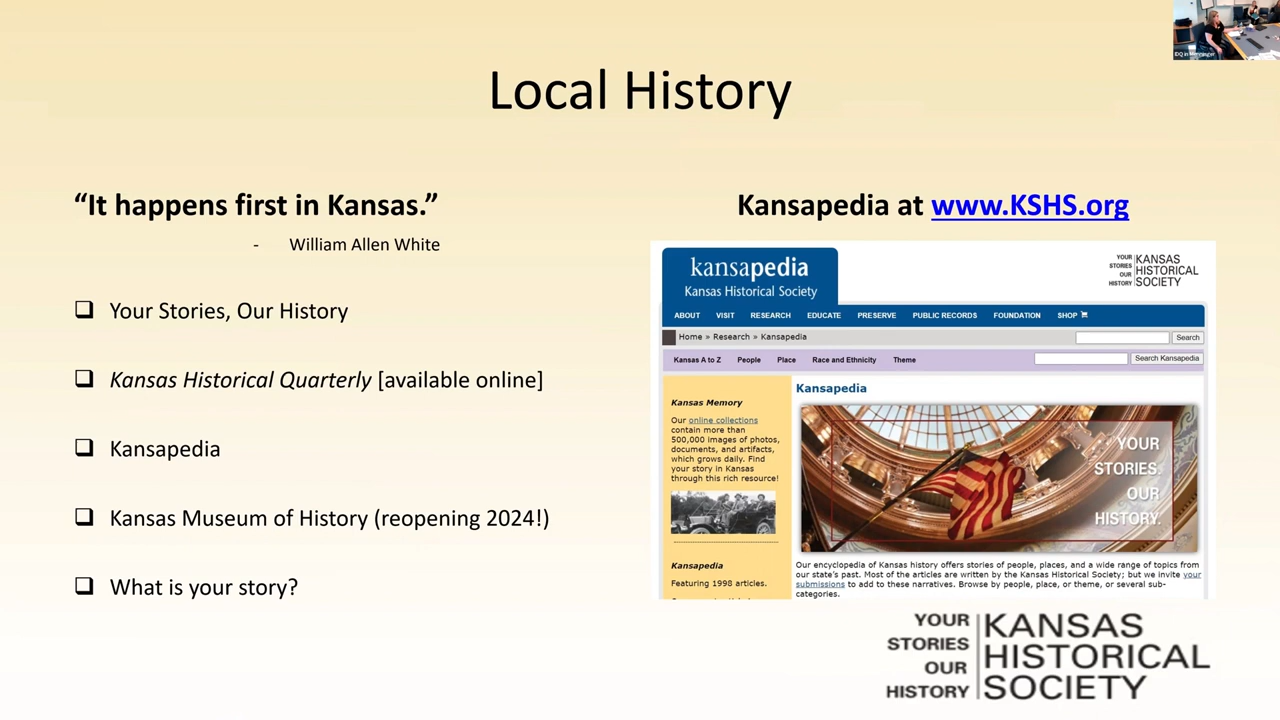 Local History
“It happens first in Kansas.”
- William Allen White
❑ Your Stories, Our History
❑ Kansas Historical Quarterly [available online]
❑ Kansapedia
❑ Kansas Museum of History (reopening 2024!)
❑ What is your story?
Kansapedia at www.KSHS.org
kansapedia
Kansas Historical Society
YOUR
STORIES
OUR
HISTORY
KANSAS
HISTORICAL
SOCIETY
ABOUT VISIT RESEARCH EDUCATE PRESERVE PUBLIC RECORDS FOUNDATION SHOP
Home » Research » Kansapedia
Search
Kansas A to Z People Place Race and Ethnicity Theme
Search Kansapedia
Kansas Memory
Our online collections
contain more than
500,000 images of photos,
documents, and artifacts,
which grows daily. Find
your story in Kansas
through this rich resource!
Kansapedia
Featuring 1998 articles.
Kansapedia
YOUR
STORIES.
OUR
HISTORY.
Our encyclopedia of Kansas history offers stories of people, places, and a wide range of topics from
our state's past. Most of the articles are written by the Kansas Historical Society; but we invite your
submissions to add to these narratives. Browse by people, place, or theme, or several sub-
categories.
YOUR
STORIES
OUR
HISTORY
KANSAS
HISTORICAL
SOCIETY